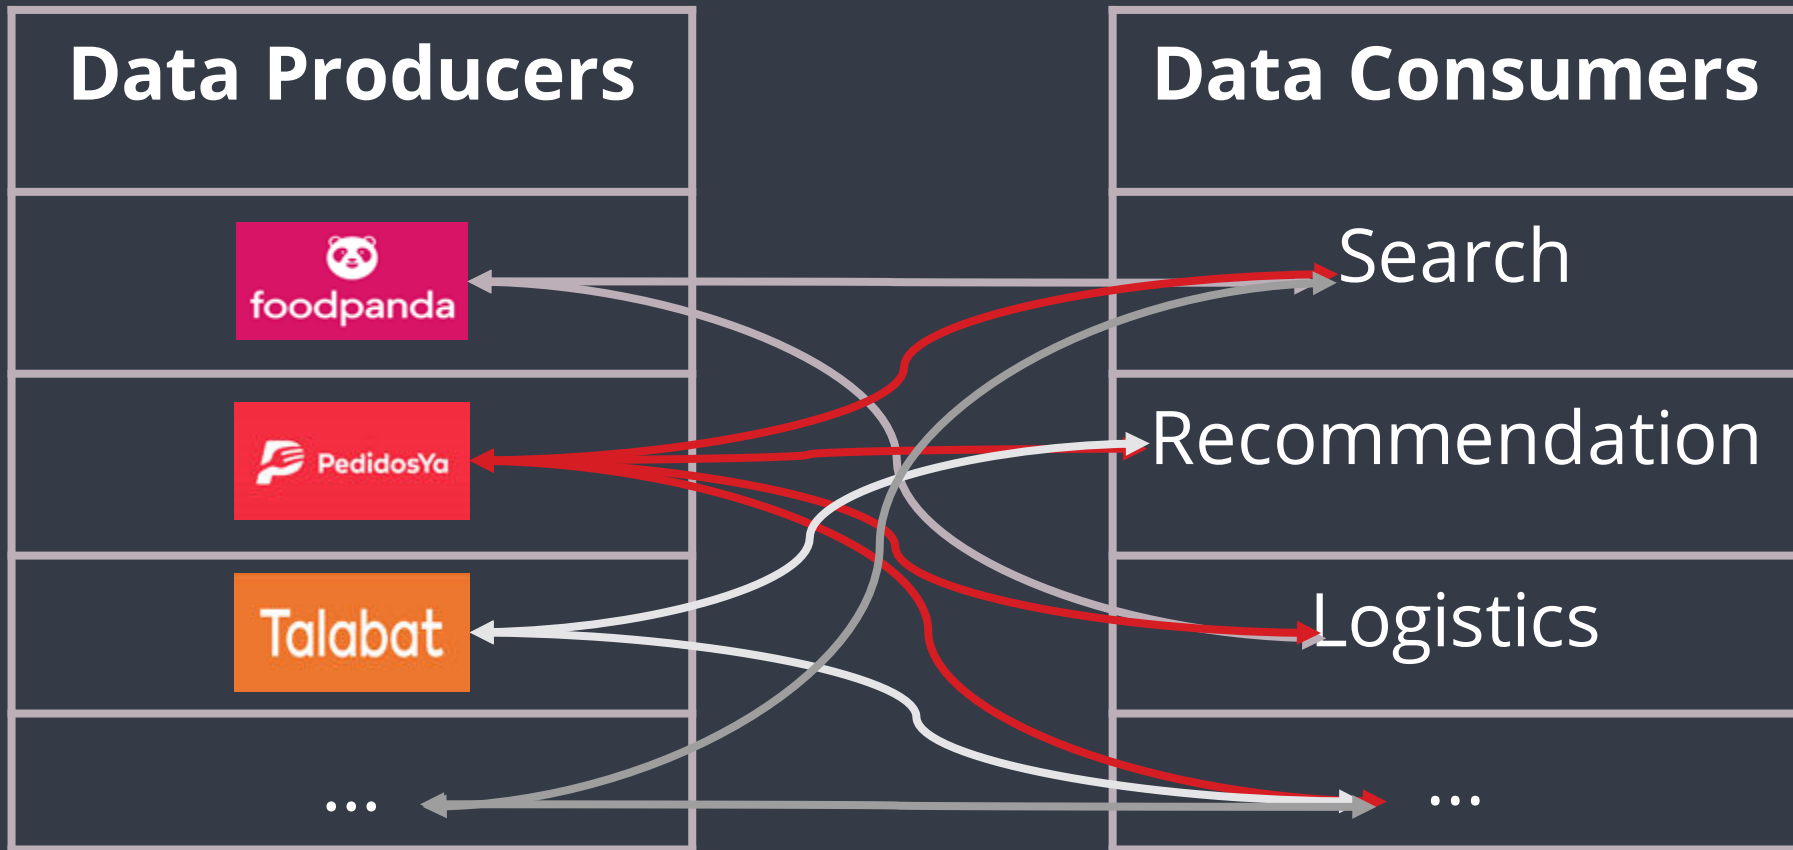 Data Producers
Data Consumers
foodpanda
Search
PedidosYa
Recommendation
Talabat
Logistics
...
...